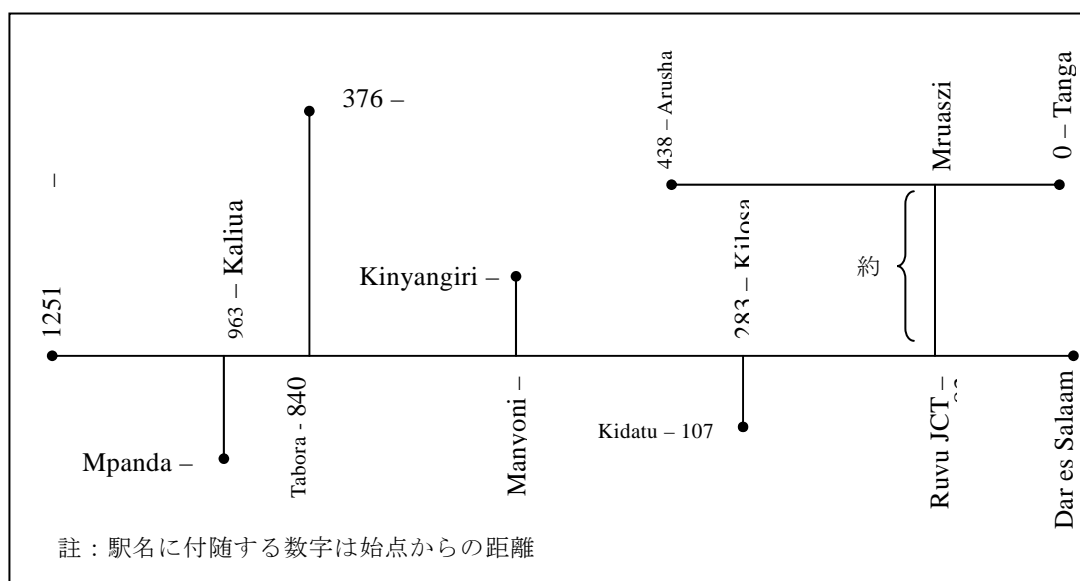 376 –
438 – Arusha
Mruaszi
0 – Tanga
–
1251
963 – Kaliua
Kinyangiri –
283 – Kilosa
約
Mpanda –
Tabora - 840
Manyoni –
Kidatu – 107
Ruvu JCT –
Dar es Salaam
註：駅名に付随する数字は始点からの距離